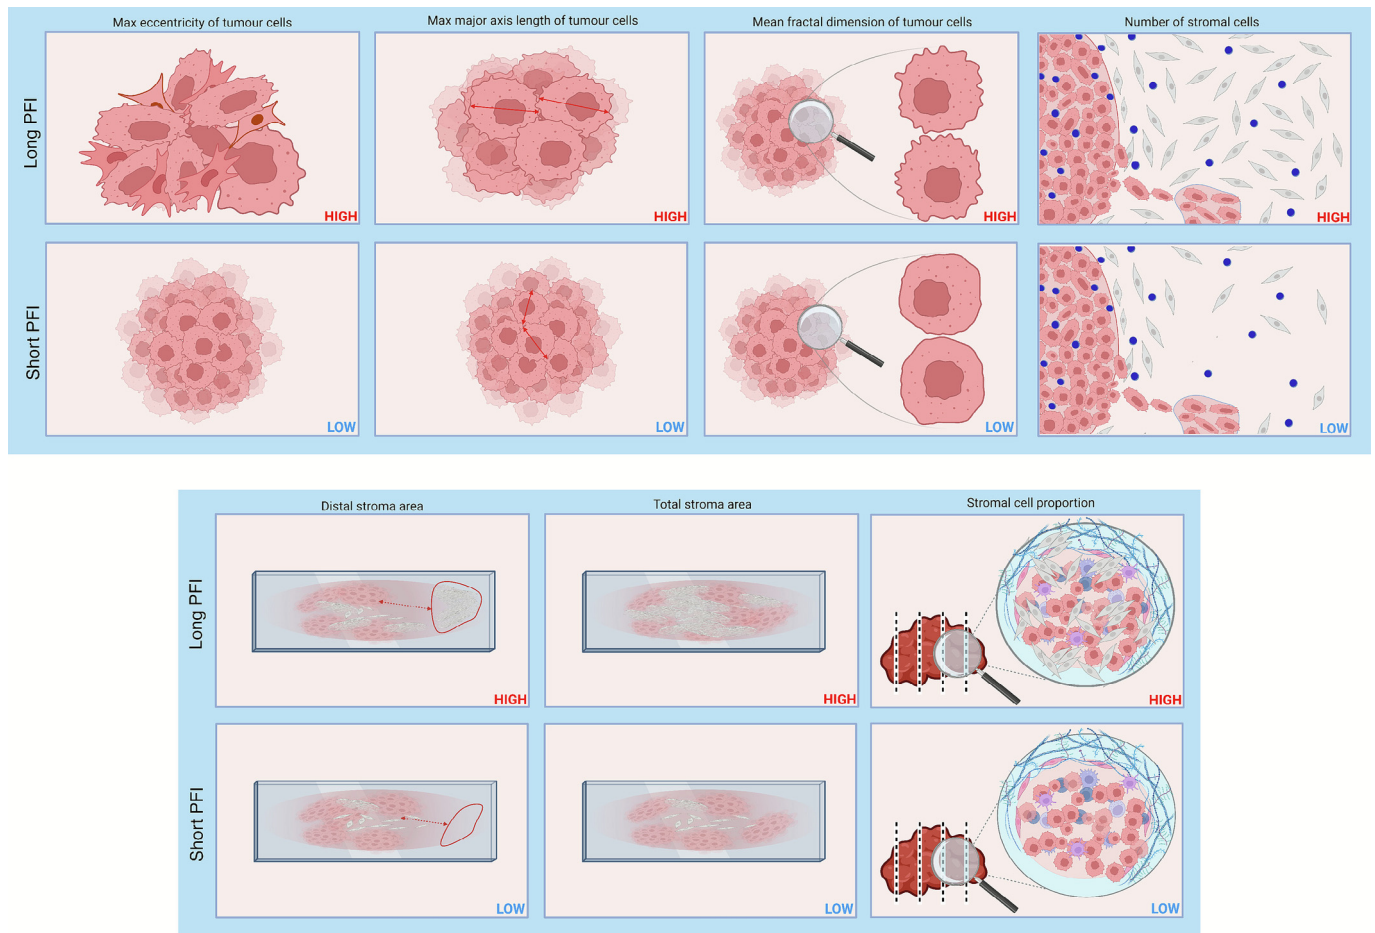 Max eccentricity of tumour cells
Max major axis length of tumour cells
Mean fractal dimension of tumour cells
Number of stromal cells
Long PFI
HIGH
HIGH
HIGH
HIGH
Short PFI
LOW
LOW
LOW
LOW
Distal stroma area
Total stroma area
Stromal cell proportion
Long PFI
HIGH
HIGH
HIGH
Short PFI
LOW
LOW
LOW